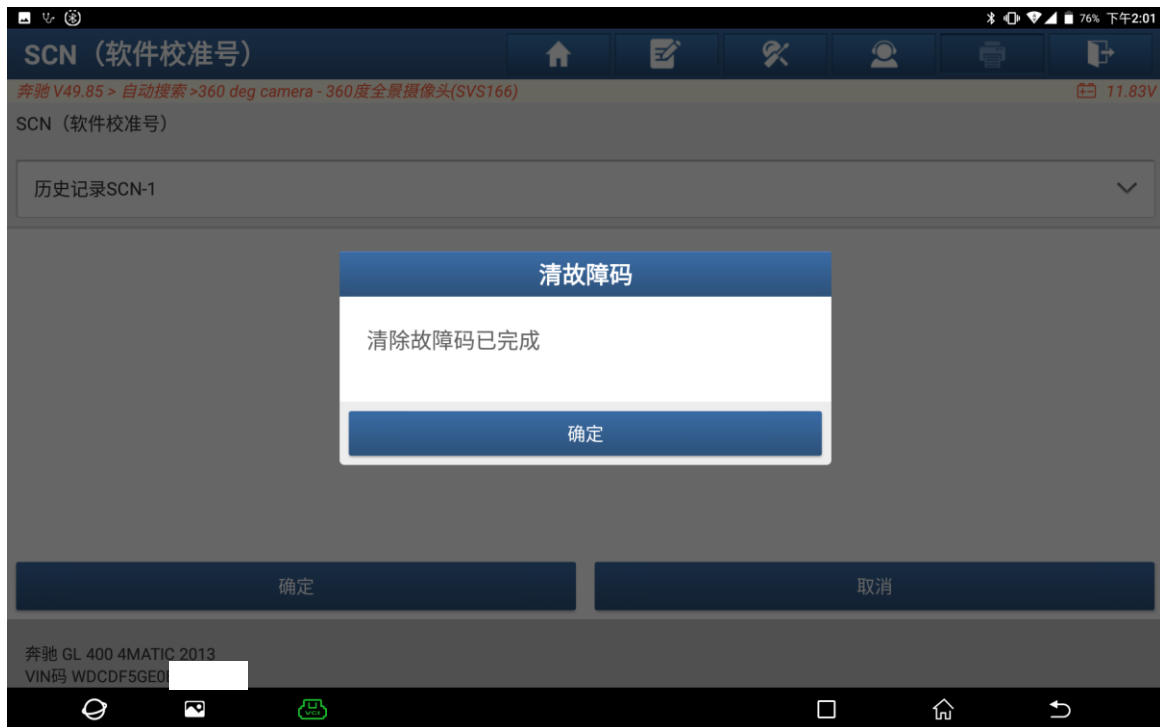 76% 下午2:01
SCN（软件校准号）
奔驰 V49.85 > 自动搜索 >360 deg camera - 360度全景摄像头(SVS166)
11.83V
SCN（软件校准号）
历史记录SCN-1
清故障码
清除故障码已完成
确定
确定
取消
奔驰 GL 400 4MATIC 2013
VIN码 WDCDF5GE0
VCI